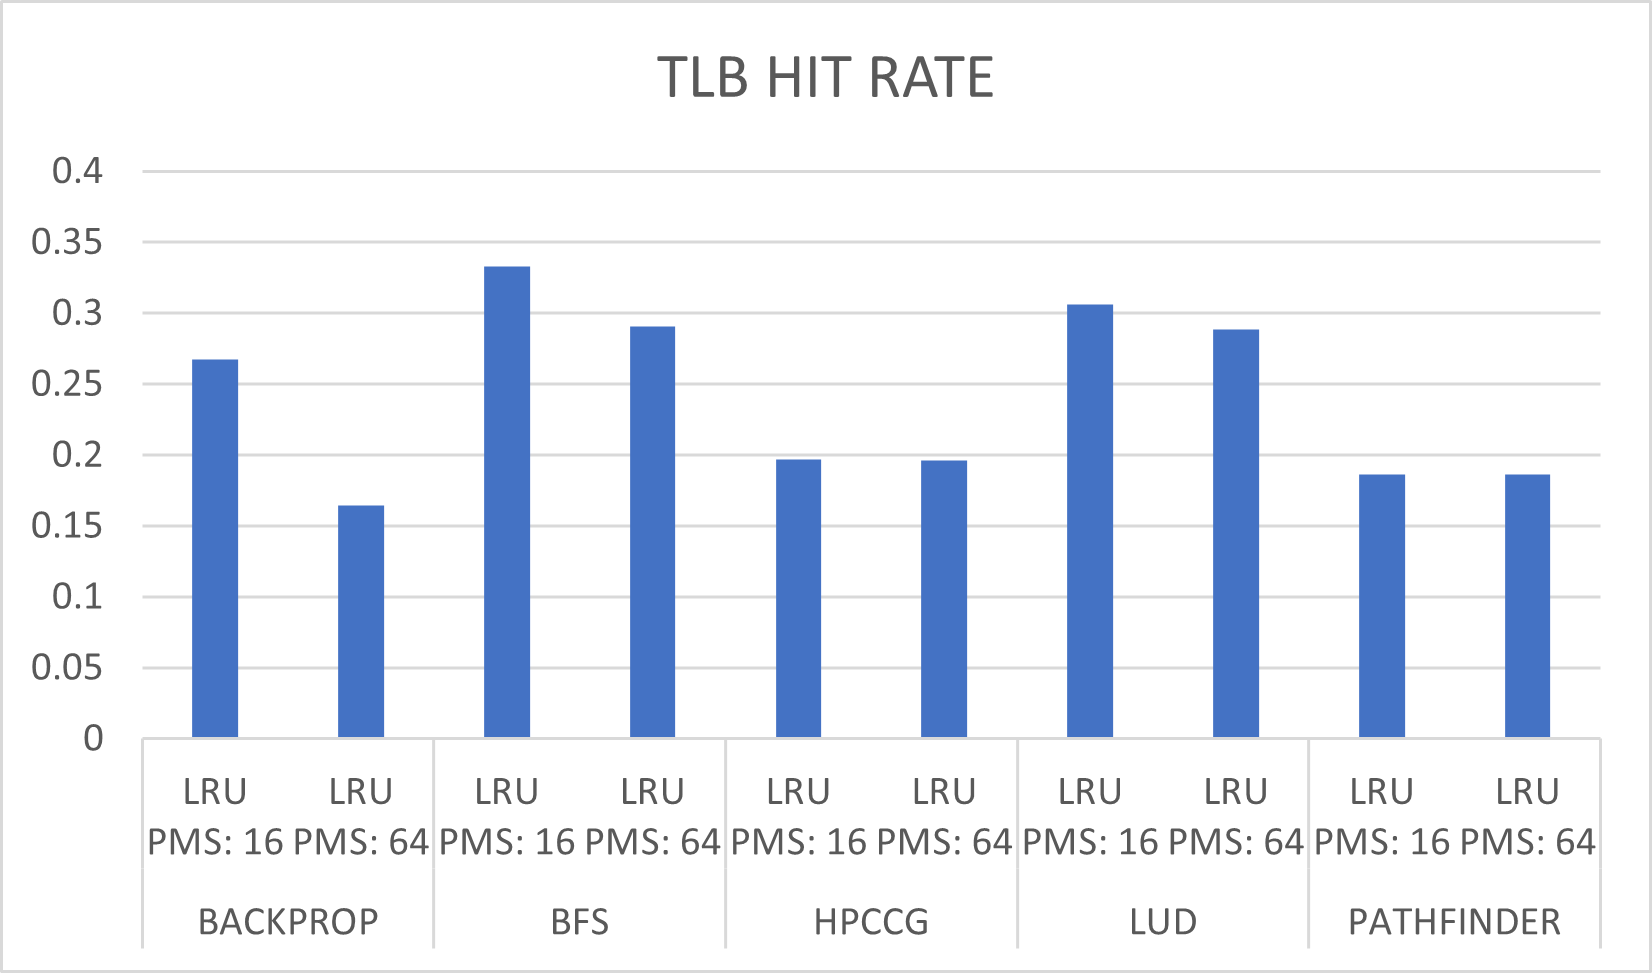 TLB HIT RATE
0.4
0.35
0.3
0.25
0.2
0.15
0.1
0.05
0
LRU LRU LRU LRU LRU LRU LRU LRU LRU LRU
PMS: 16 PMS: 64 PMS: 16 PMS: 64 PMS: 16 PMS: 64 PMS: 16 PMS: 64 PMS: 16 PMS: 64
BACKPROP BFS HPCCG LUD PATHFINDER